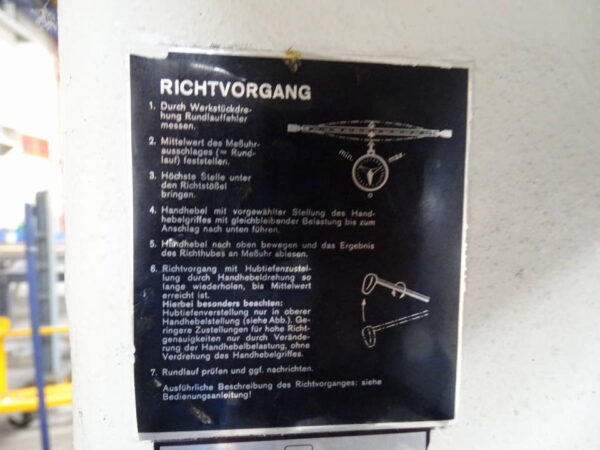 RICHTVORGANG
1. Durch Werkstückdre-
hung Rundlauffehler
messen.
2. Mittelwert des Meßuhr-
ausschlages (= Rund-
lauf) feststellen.
min.
max.
3. Höchste Stelle unter
den Richtstößel
bringen.
4. Handhebel mit vorgewählter Stellung des Hand-
hebelgriffes mit gleichbleibender Belastung bis zum
Anschlag nach unten führen.
5. Handhebel nach oben bewegen und das Ergebnis
des Richthubes an Meßuhr ablesen.
6. Richtvorgang mit Hubtiefenzustel-
lung durch Handhebeldrehung so
lange wiederholen, bis Mittelwert
erreicht ist.
Hierbei besonders beachten:
Hubtiefenverstellung nur in oberer
Handhebelstellung (siehe Abb.). Ge-
ringere Zustellungen für hohe Richt-
genauigkeiten nur durch Verände-
rung der Handhebelbelastung, ohne
Verdrehung des Handhebelgriffes.
7. Rundlauf prüfen und ggf. nachrichten.
Ausführliche Beschreibung des Richtvorganges: siehe
Bedienungsanleitung!